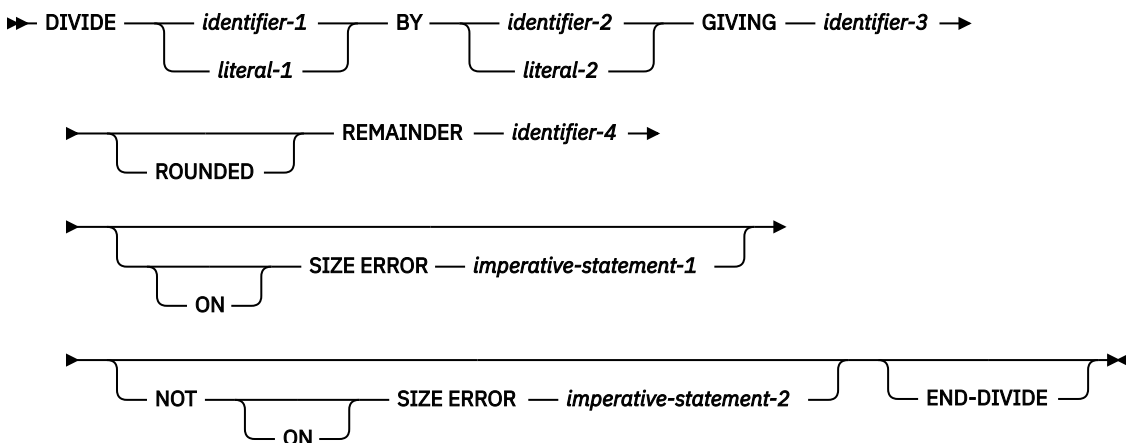 DIVIDE identifier-1 BY identifier-2 GIVING identifier-3
literal-1 literal-2
REMAINDER identifier-4
ROUNDED
SIZE ERROR imperative-statement-1
ON
NOT SIZE ERROR imperative-statement-2 END-DIVIDE
ON